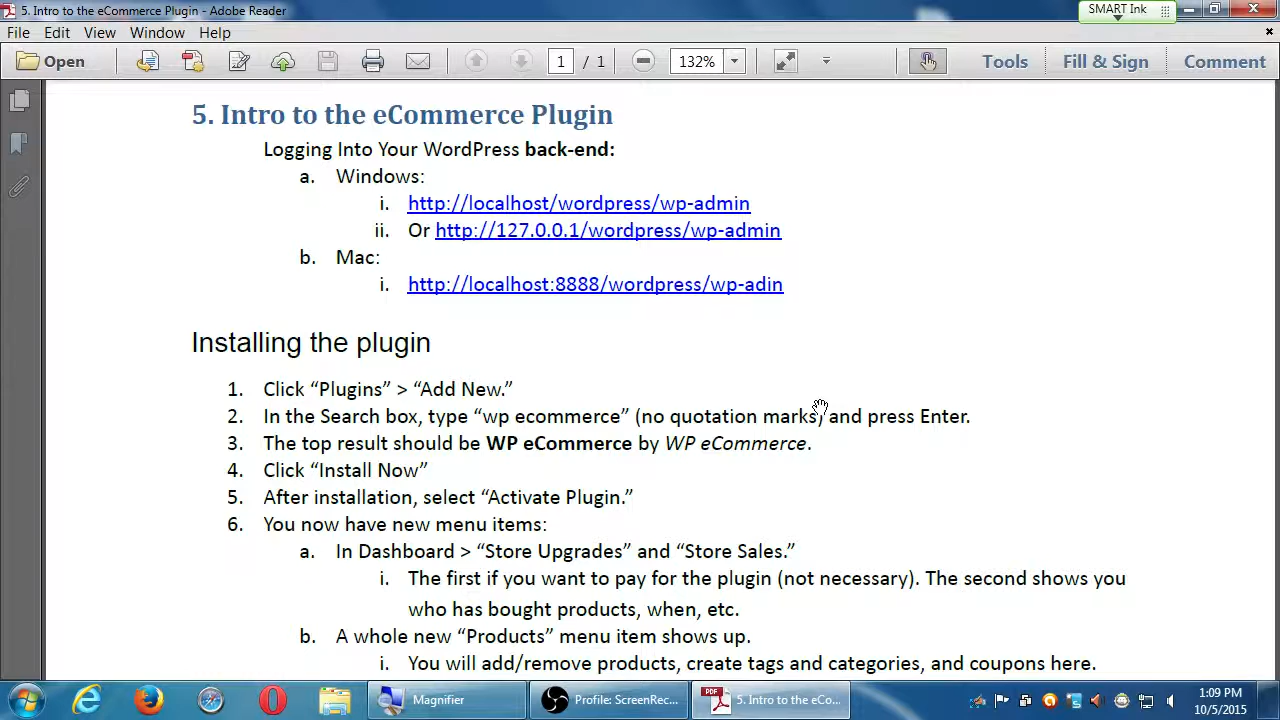 5. Intro to the eCommerce Plugin - Adobe Reader
SMART Ink
File Edit View Window Help
Open 1 / 1 132% Tools Fill & Sign Comment
5. Intro to the eCommerce Plugin
Logging Into Your WordPress back-end:
a. Windows:
i. http://localhost/wordpress/wp-admin
ii. Or http://127.0.0.1/wordpress/wp-admin
b. Mac:
i. http://localhost:8888/wordpress/wp-adin
Installing the plugin
1. Click “Plugins” > “Add New.”
2. In the Search box, type “wp ecommerce” (no quotation marks) and press Enter.
3. The top result should be WP eCommerce by WP eCommerce.
4. Click “Install Now”
5. After installation, select “Activate Plugin.”
6. You now have new menu items:
a. In Dashboard > “Store Upgrades” and “Store Sales.”
i. The first if you want to pay for the plugin (not necessary). The second shows you
who has bought products, when, etc.
b. A whole new “Products” menu item shows up.
i. You will add/remove products, create tags and categories, and coupons here.
Magnifier Profile: ScreenRec... PDF 5. Intro to the eCo... 1:09 PM
10/5/2015